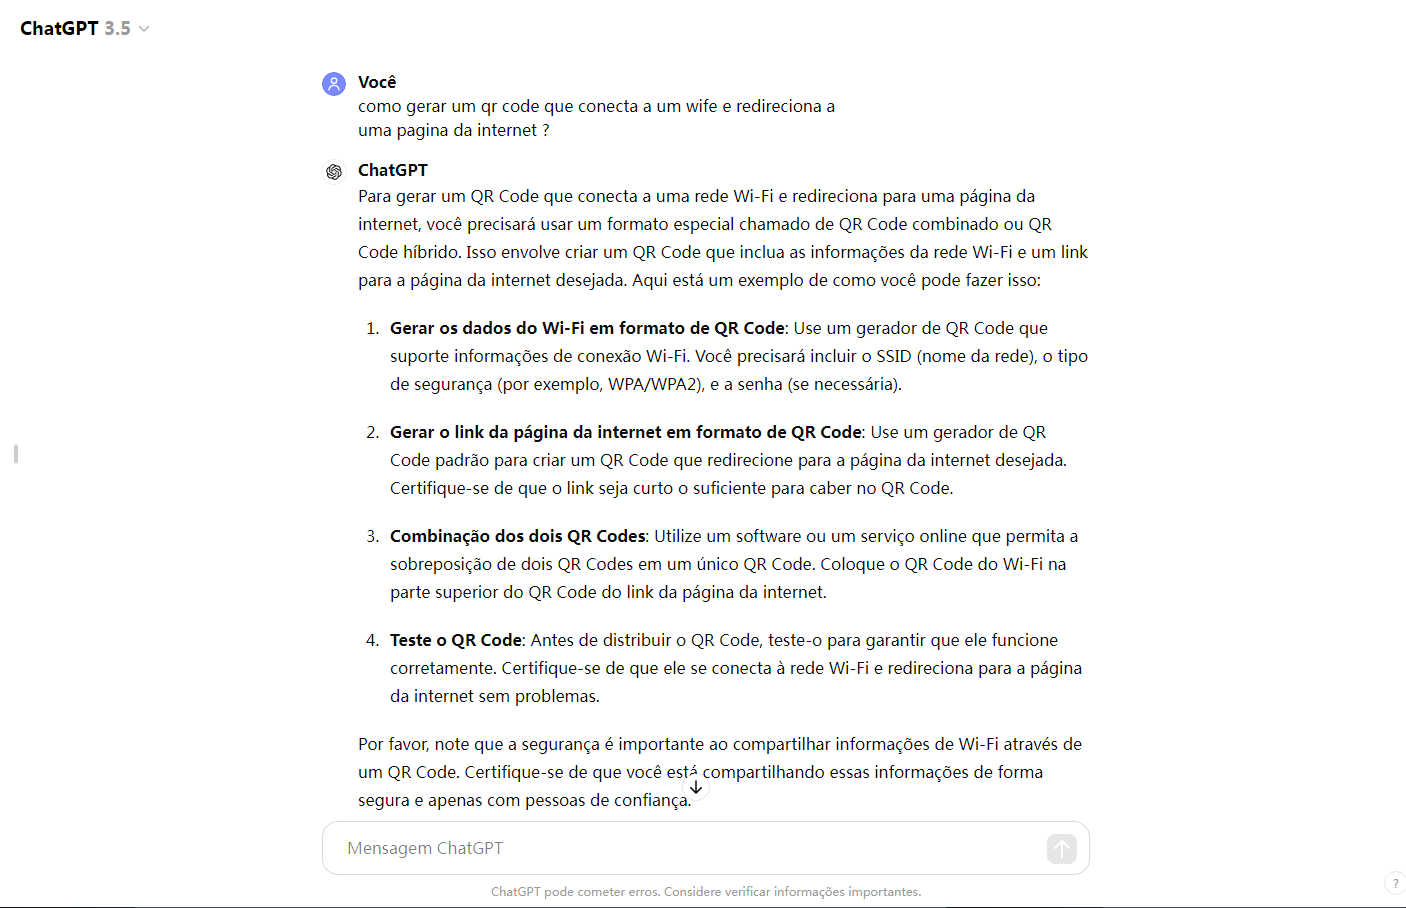 ChatGPT 3.5
Você
como gerar um qr code que conecta a um wife e redireciona a
uma pagina da internet ?
ChatGPT
Para gerar um QR Code que conecta a uma rede Wi-Fi e redireciona para uma página da
internet, você precisará usar um formato especial chamado de QR Code combinado ou QR
Code híbrido. Isso envolve criar um QR Code que inclua as informações da rede Wi-Fi e um link
para a página da internet desejada. Aqui está um exemplo de como você pode fazer isso:
1. Gerar os dados do Wi-Fi em formato de QR Code: Use um gerador de QR Code que
suporte informações de conexão Wi-Fi. Você precisará incluir o SSID (nome da rede), o tipo
de segurança (por exemplo, WPA/WPA2), e a senha (se necessária).
2. Gerar o link da página da internet em formato de QR Code: Use um gerador de QR
Code padrão para criar um QR Code que redirecione para a página da internet desejada.
Certifique-se de que o link seja curto o suficiente para caber no QR Code.
3. Combinação dos dois QR Codes: Utilize um software ou um serviço online que permita a
sobreposição de dois QR Codes em um único QR Code. Coloque o QR Code do Wi-Fi na
parte superior do QR Code do link da página da internet.
4. Teste o QR Code: Antes de distribuir o QR Code, teste-o para garantir que ele funcione
corretamente. Certifique-se de que ele se conecta à rede Wi-Fi e redireciona para a página
da internet sem problemas.
Por favor, note que a segurança é importante ao compartilhar informações de Wi-Fi através de
um QR Code. Certifique-se de que você está compartilhando essas informações de forma
segura e apenas com pessoas de confiança.
Mensagem ChatGPT
ChatGPT pode cometer erros. Considere verificar informações importantes.
?